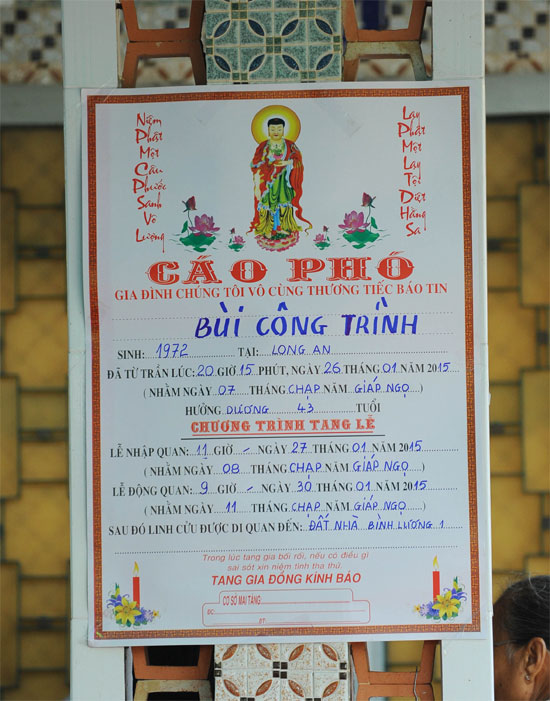 Niệm
Phật
Một
Câu
Phước
Sanh
Vô
Lượng
Lạy
Phật
Một
Lạy
Tội
Diệt
Hằng
Sa
CÁO PHÓ
GIA ĐÌNH CHÚNG TÔI VÔ CÙNG THƯƠNG TIẾC BÁO TIN
BÙI CÔNG TRÌNH
SINH: 1972 TẠI: LONG AN
ĐÃ TỪ TRẦN LÚC: 20 GIỜ 15 PHÚT, NGÀY 26 THÁNG 01 NĂM 2015
( NHẰM NGÀY 07 THÁNG CHẠP NĂM GIÁP NGỌ )
HƯỞNG DƯƠNG 43 TUỔI
CHƯƠNG TRÌNH TANG LỄ
LỄ NHẬP QUAN: 11 GIỜ - NGÀY 27 THÁNG 01 NĂM 2015
( NHẰM NGÀY 08 THÁNG CHẠP NĂM GIÁP NGỌ )
LỄ ĐỘNG QUAN: 9 GIỜ - NGÀY 30 THÁNG 01 NĂM 2015
( NHẰM NGÀY 11 THÁNG CHẠP NĂM GIÁP NGỌ )
SAU ĐÓ LINH CỮU ĐƯỢC DI QUAN ĐẾN: ĐẤT NHÀ BÌNH LƯƠNG 1
Trong lúc tang gia bối rối, nếu có điều gì
sai sót xin niệm tình tha thứ.
TANG GIA ĐỒNG KÍNH BÁO
CƠ SỞ MAI TÁNG:
ĐC:
ĐT: